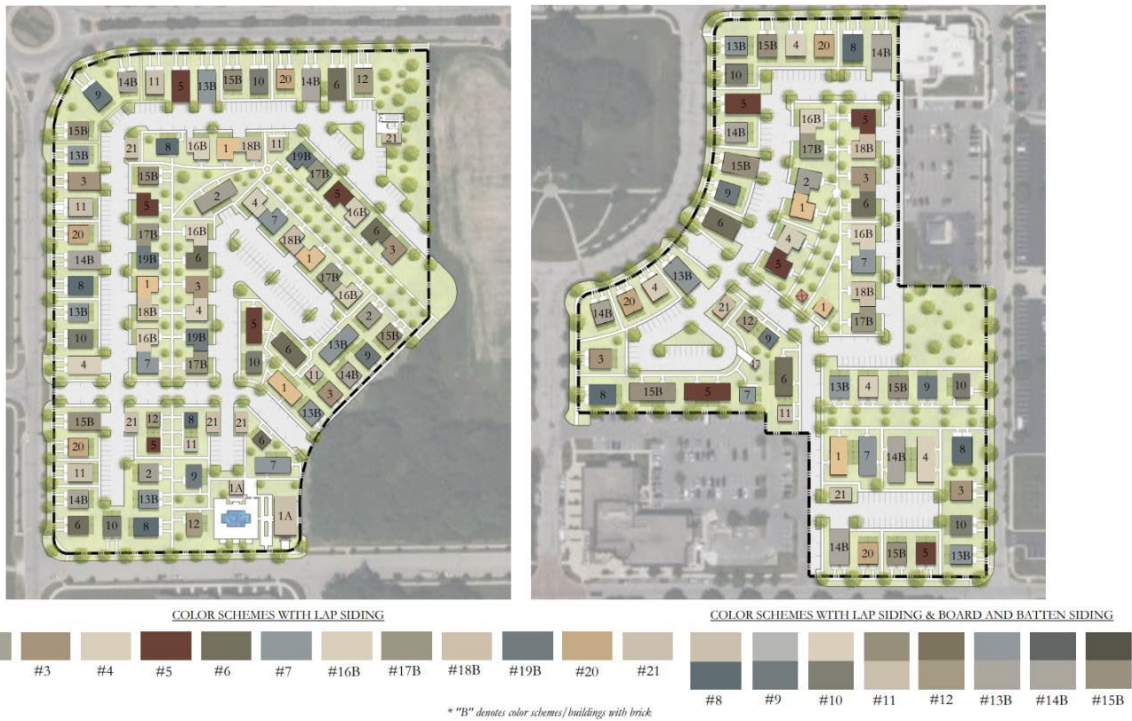 9 14B 11 5 13B 15B 10 20 14B 6 12
15B
13B
3
11
20
14B
8
13B
10
4
15B
20
11
14B
6
21 8 16B 1 18B 11
21
15B
5
17B
19B
1
18B
16B
7
2
16B
6
3
4
19B
17B
19B
17B
5
16B
6
3
4
7
18B
1
17B
16B
2
15B
5
10
6
13B
9
14B
11
3
1
13B
21 12 8 21 21
5 11
6
2
9
7
13B
1A
1A
10 8 12
13B 15B 4 20 8 14B
10
5
14B
15B
9
6
13B
4
20
14B
3
8 15B 5 7
16B
17B
2
1
4
5
5
18B
3
6
16B
7
18B
17B
21
12
9
1
6
11
13B 4 15B 9 10
1 7 14B 4 8
21
3
10
14B 20 15B 5 13B
COLOR SCHEMES WITH LAP SIDING
#3 #4 #5 #6 #7 #16B #17B #18B #19B #20 #21
COLOR SCHEMES WITH LAP SIDING & BOARD AND BATTEN SIDING
#8 #9 #10 #11 #12 #13B #14B #15B
* "B" denotes color schemes/buildings with brick